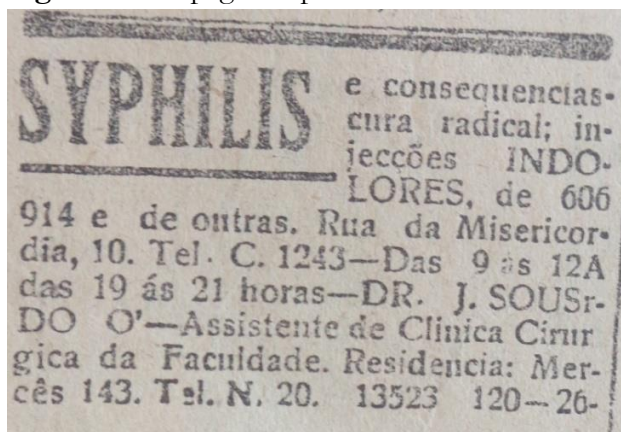 SYPHILIS
e consequencias-
cura radical; in-
jecções INDO-
LORES, de 606
914 e de outras. Rua da Misericor-
dia, 10. Tel. C. 1243—Das 9 ás 12A
das 19 ás 21 horas—DR. J. SOUSr-
DO O'—Assistente de Clinica Cirur
gica da Faculdade. Residencia: Mer-
cês 143. Tel. N. 20. 13523 120—26-